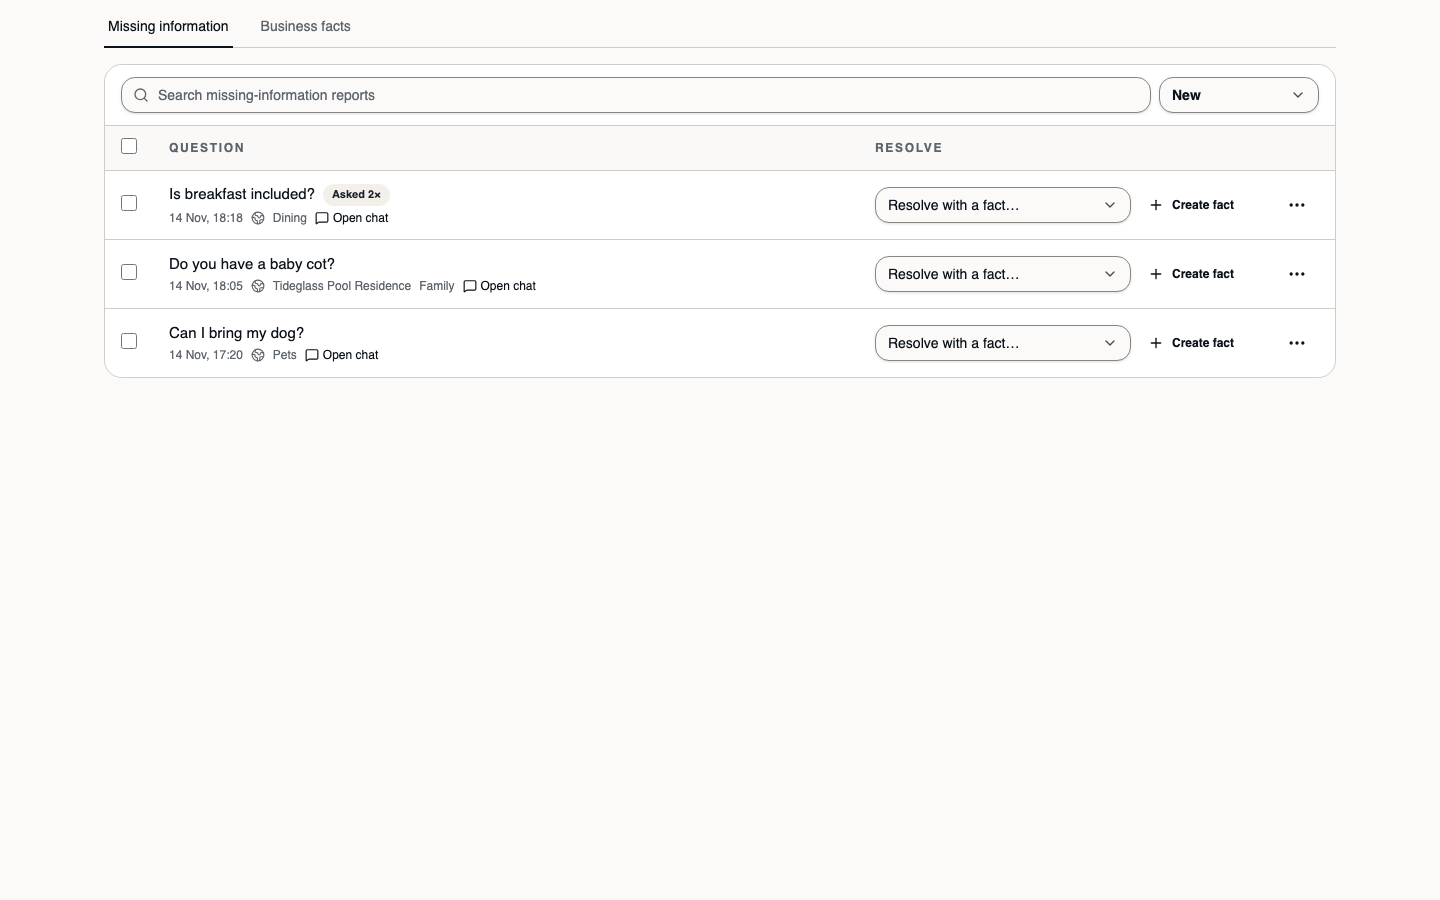 Missing information Business facts
Search missing-information reports New
QUESTION RESOLVE
Is breakfast included? Asked 2×
14 Nov, 18:18 Dining Open chat
Resolve with a fact… Create fact
Do you have a baby cot?
14 Nov, 18:05 Tideglass Pool Residence Family Open chat
Resolve with a fact… Create fact
Can I bring my dog?
14 Nov, 17:20 Pets Open chat
Resolve with a fact… Create fact